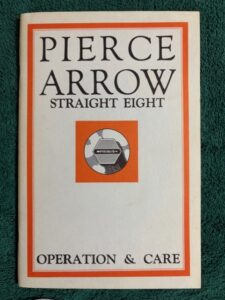 PIERCE
ARROW
STRAIGHT EIGHT
OPERATION & CARE